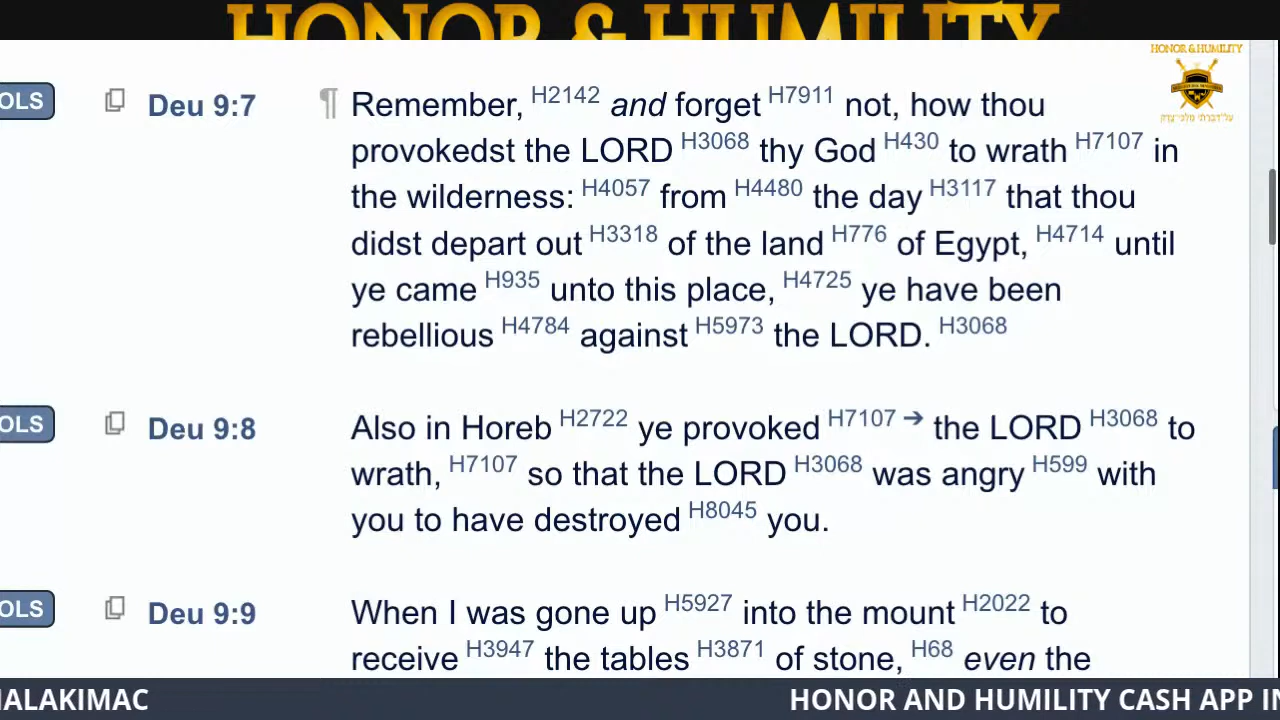 HONOR & HUMILITY
HONOR & HUMILITY
OLS Deu 9:7 ¶ Remember, H2142 and forget H7911 not, how thou
provokedst the LORD H3068 thy God H430 to wrath H7107 in
the wilderness: H4057 from H4480 the day H3117 that thou
didst depart out H3318 of the land H776 of Egypt, H4714 until
ye came H935 unto this place, H4725 ye have been
rebellious H4784 against H5973 the LORD. H3068
OLS Deu 9:8 Also in Horeb H2722 ye provoked H7107 ➔ the LORD H3068 to
wrath, H7107 so that the LORD H3068 was angry H599 with
you to have destroyed H8045 you.
OLS Deu 9:9 When I was gone up H5927 into the mount H2022 to
receive H3947 the tables H3871 of stone, H68 even the
IALAKIMAC HONOR AND HUMILITY CASH APP IN